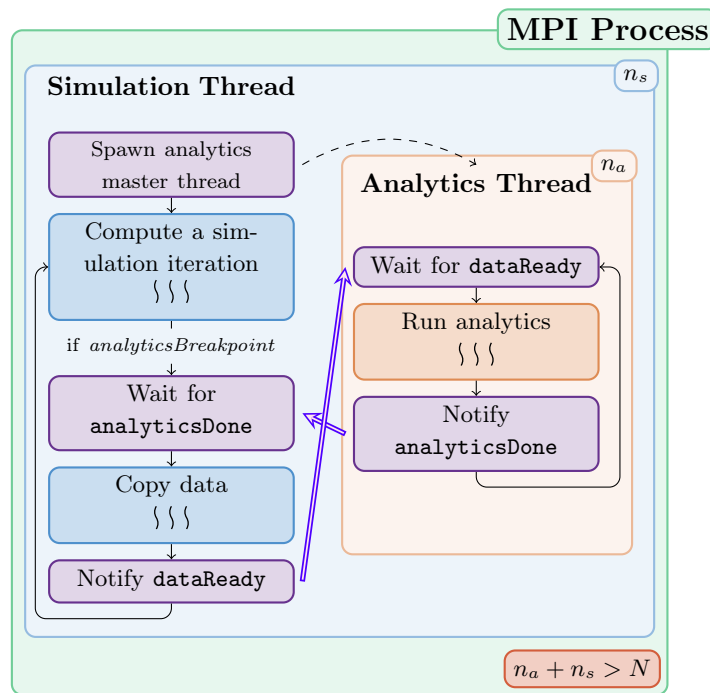 MPI Process
n_s
Simulation Thread
Spawn analytics
master thread
n_a
Analytics Thread
Compute a sim-
ulation iteration
Wait for dataReady
Run analytics
if analyticsBreakpoint
Wait for
analyticsDone
Notify
analyticsDone
Copy data
Notify dataReady
n_a + n_s > N